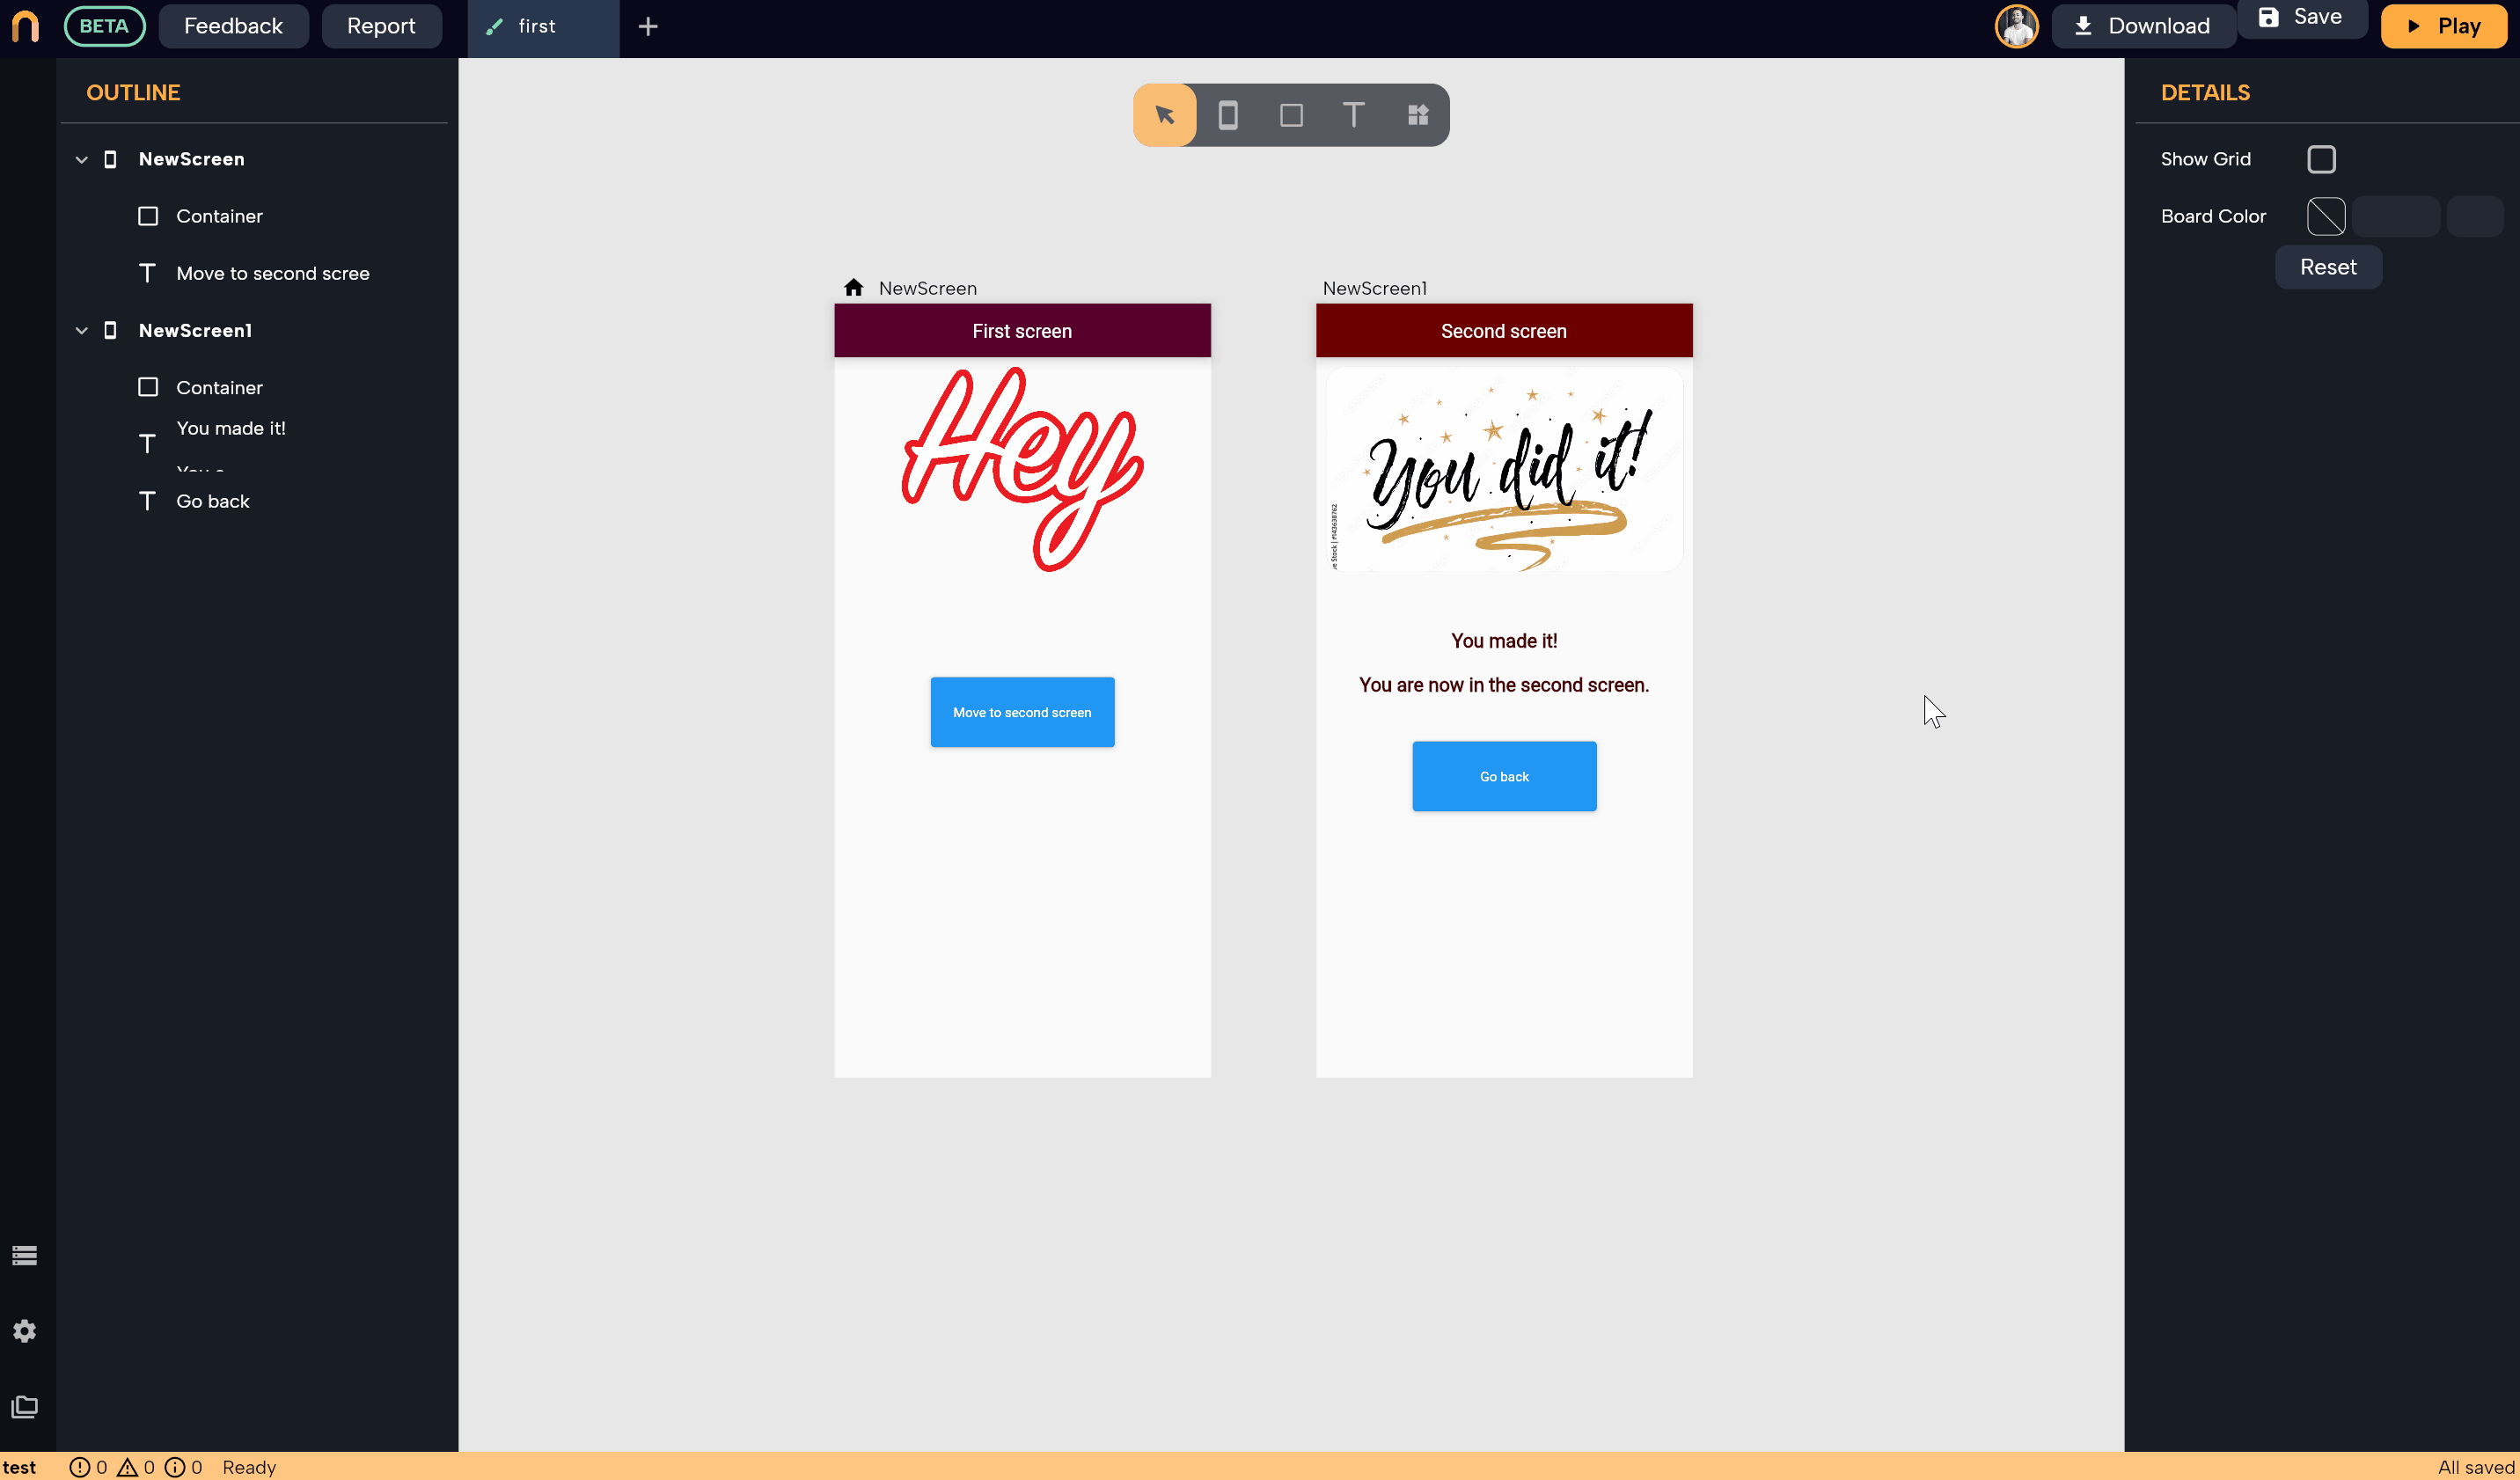 BETA
Feedback
Report
first
Download
Save
Play
OUTLINE
NewScreen
Container
Move to second scree
NewScreen1
Container
You made it!
Go back
NewScreen
First screen
Hey
Move to second screen
NewScreen1
Second screen
You did it!
You made it!
You are now in the second screen.
Go back
DETAILS
Show Grid
Board Color
Reset
test
0
0
0
Ready
All saved